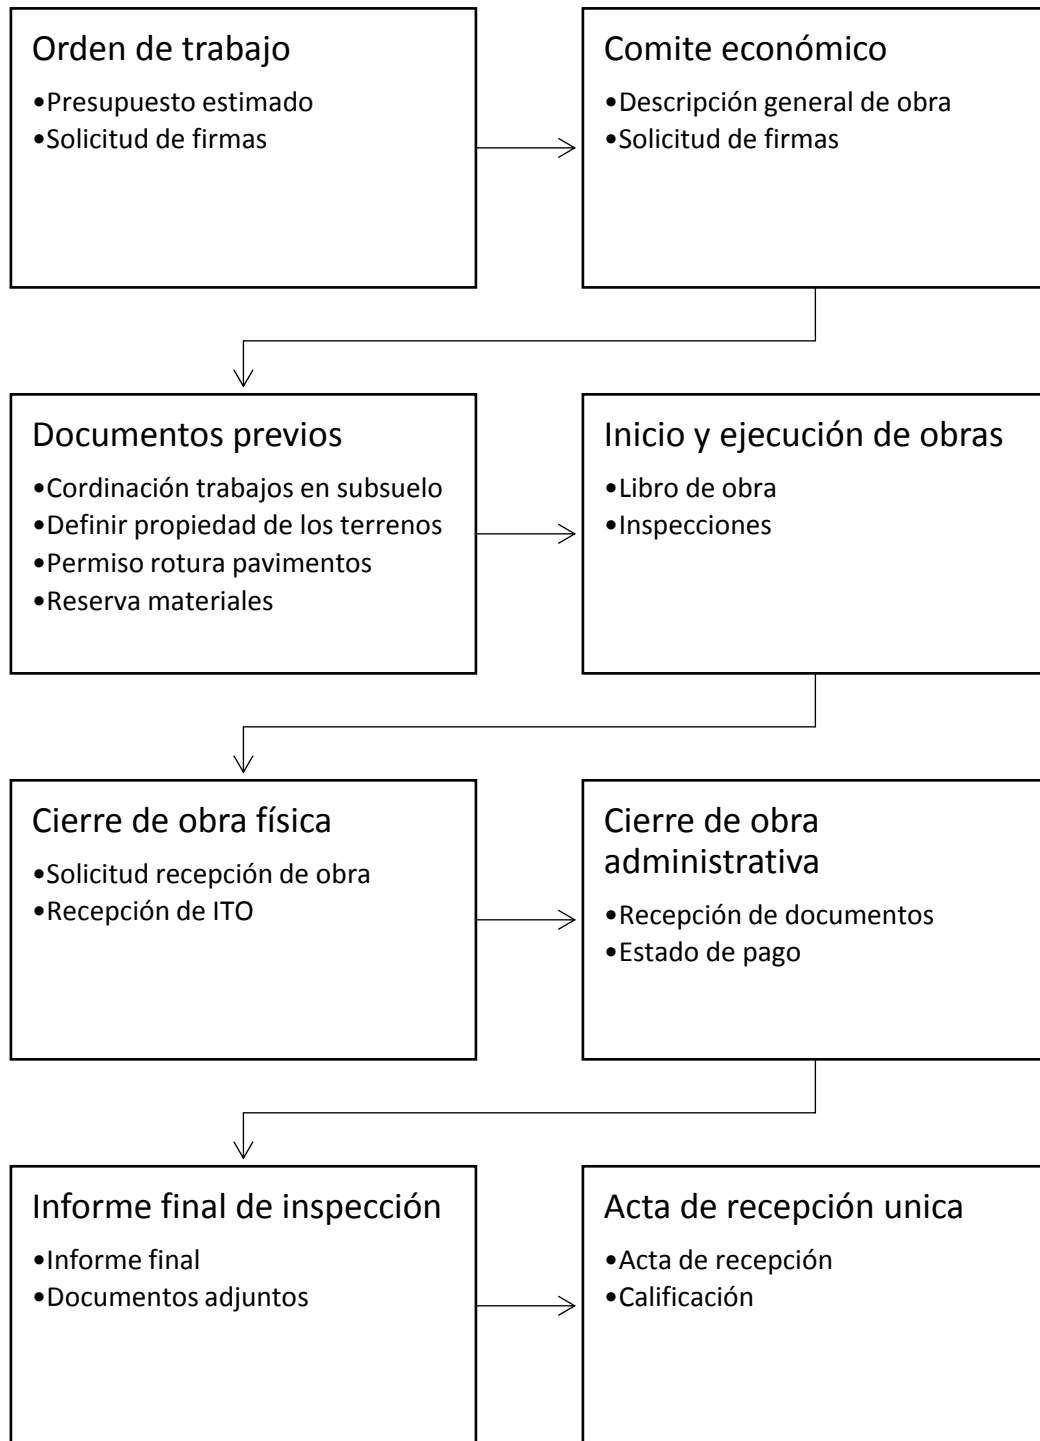 Orden de trabajo
•Presupuesto estimado
•Solicitud de firmas
Comite económico
•Descripción general de obra
•Solicitud de firmas
Documentos previos
•Cordinación trabajos en subsuelo
•Definir propiedad de los terrenos
•Permiso rotura pavimentos
•Reserva materiales
Inicio y ejecución de obras
•Libro de obra
•Inspecciones
Cierre de obra física
•Solicitud recepción de obra
•Recepción de ITO
Cierre de obra
administrativa
•Recepción de documentos
•Estado de pago
Informe final de inspección
•Informe final
•Documentos adjuntos
Acta de recepción unica
•Acta de recepción
•Calificación